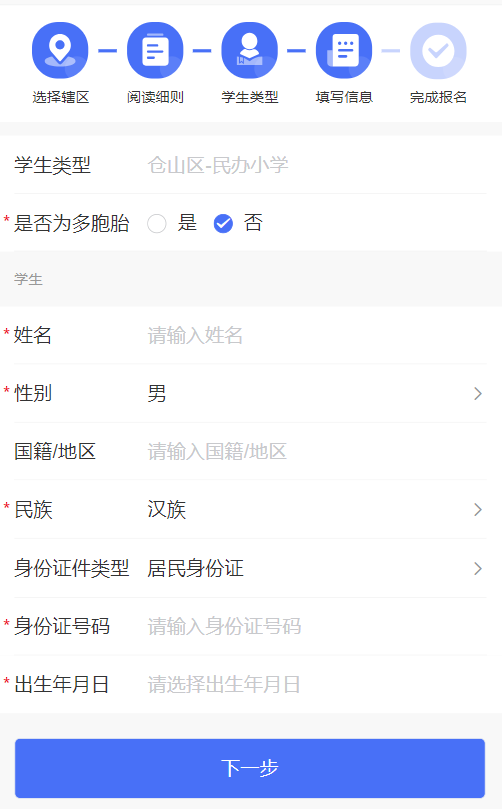 选择辖区 阅读细则 学生类型 填写信息 完成报名
学生类型 仓山区-民办小学
* 是否为多胞胎 是 否
学生
* 姓名 请输入姓名
* 性别 男
国籍/地区 请输入国籍/地区
* 民族 汉族
身份证件类型 居民身份证
* 身份证号码 请输入身份证号码
* 出生年月日 请选择出生年月日
下一步